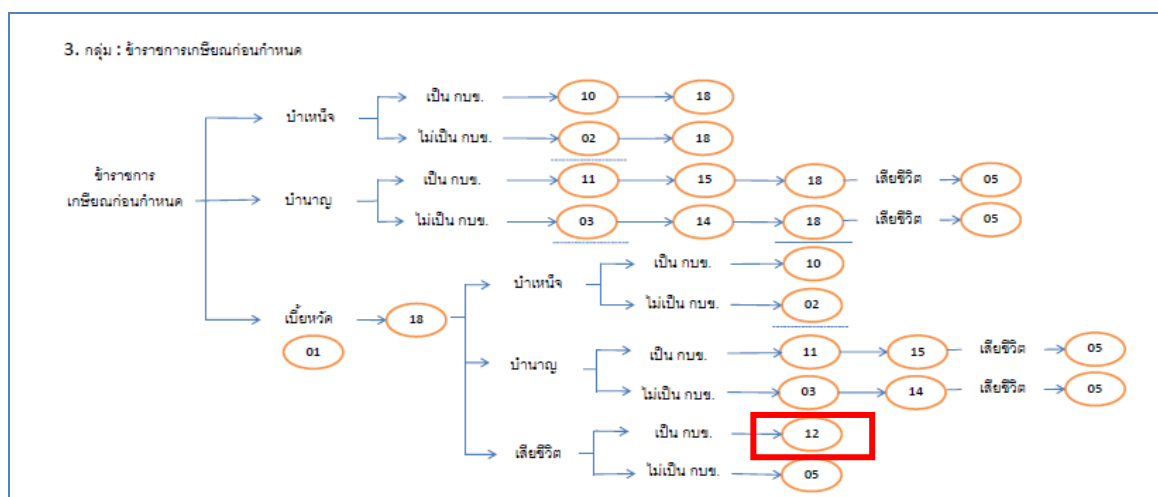 3. กลุ่ม : ข้าราชการเกษียณก่อนกำหนด
เป็น กบข. 10 18
บำเหน็จ
ไม่เป็น กบข. 02 18
ข้าราชการ
เกษียณก่อนกำหนด
เป็น กบข. 11 15 18 เสียชีวิต 05
บำนาญ
ไม่เป็น กบข. 03 14 18 เสียชีวิต 05
เป็น กบข. 10
บำเหน็จ
ไม่เป็น กบข. 02
เบี้ยหวัด 18
01
เป็น กบข. 11 15 เสียชีวิต 05
บำนาญ
ไม่เป็น กบข. 03 14 เสียชีวิต 05
เป็น กบข. 12
เสียชีวิต
ไม่เป็น กบข. 05